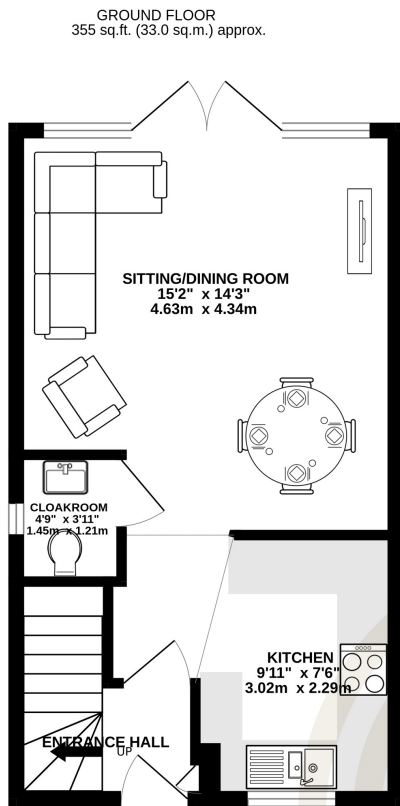 GROUND FLOOR
355 sq.ft. (33.0 sq.m.) approx.
SITTING/DINING ROOM
15'2" x 14'3"
4.63m x 4.34m
CLOAKROOM
4'9" x 3'11"
1.45m x 1.21m
KITCHEN
9'11" x 7'6"
3.02m x 2.29m
ENTRANCE HALL
UP